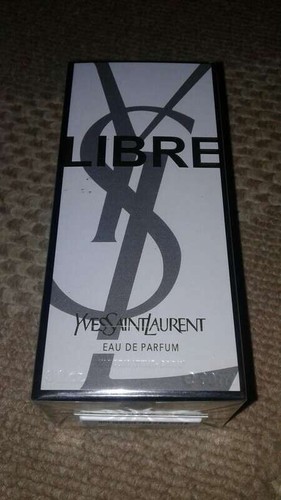 LIBRE
YVESSAINTLAURENT
EAU DE PARFUM